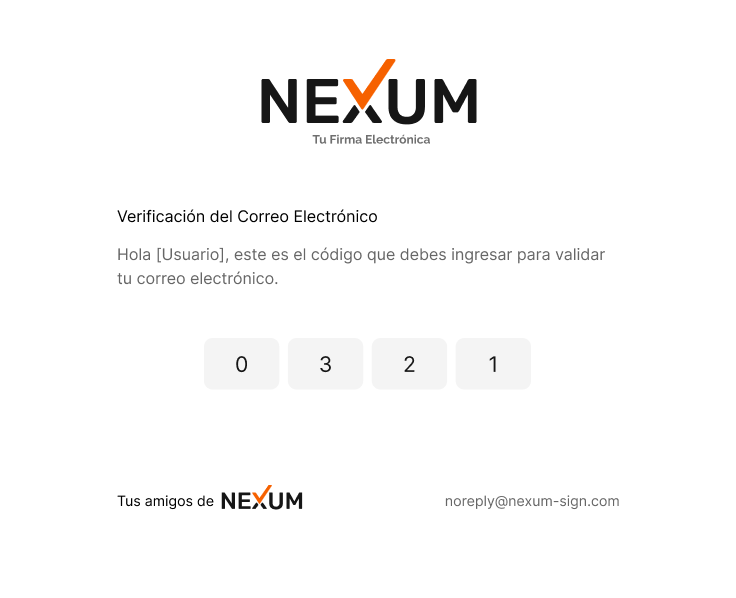 NEXUM
Tu Firma Electrónica
Verificación del Correo Electrónico
Hola [Usuario], este es el código que debes ingresar para validar
tu correo electrónico.
0 3 2 1
Tus amigos de NEXUM noreply@nexum-sign.com